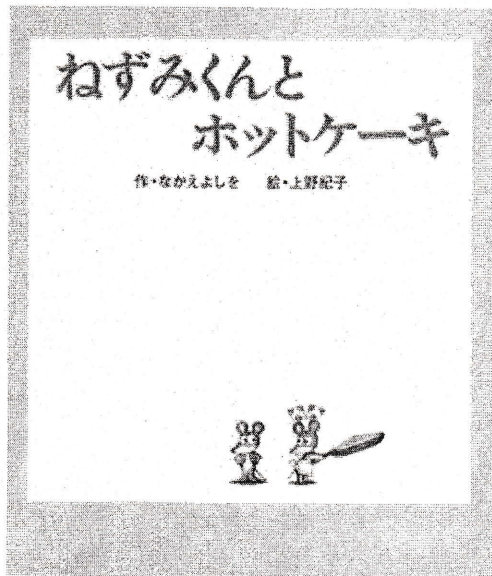 ねずみくんと
ホットケーキ
作・なかえよしを　絵・上野紀子